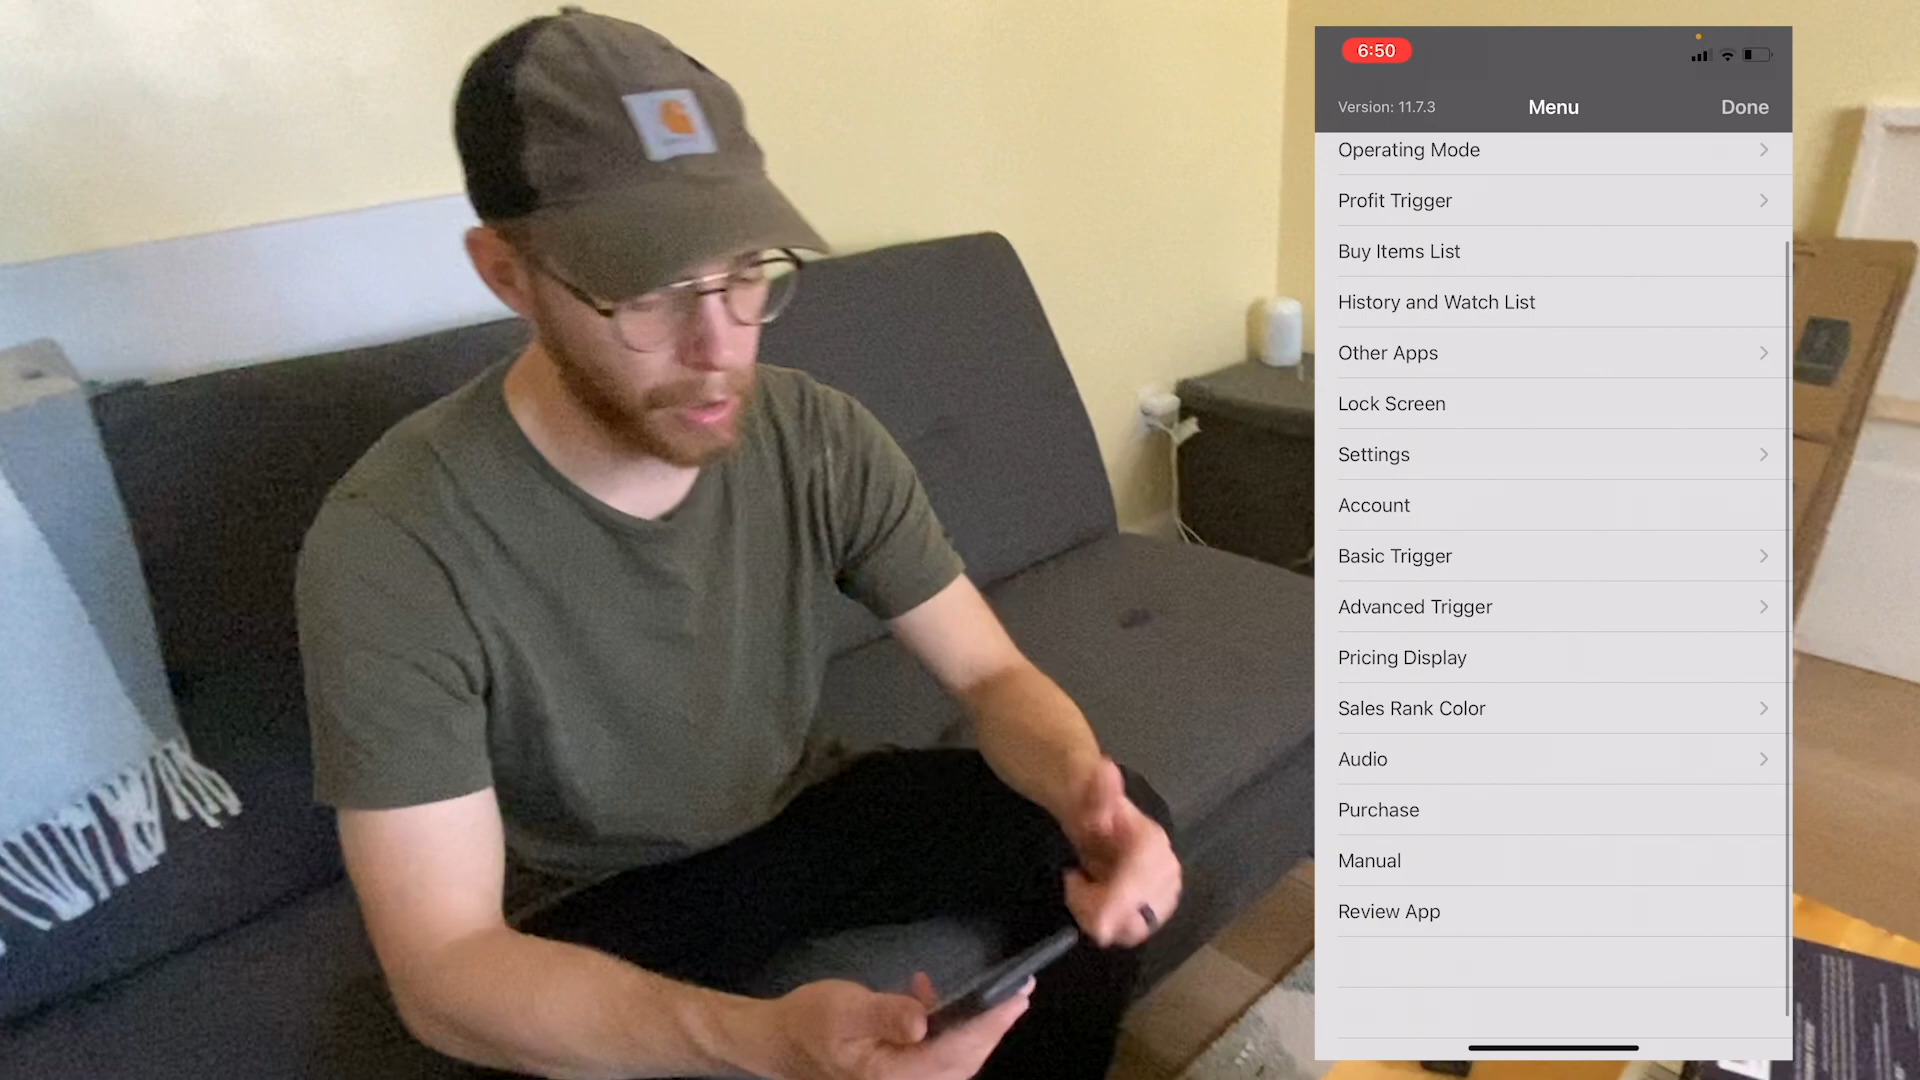 6:50
Version: 11.7.3 Menu Done
Operating Mode
Profit Trigger
Buy Items List
History and Watch List
Other Apps
Lock Screen
Settings
Account
Basic Trigger
Advanced Trigger
Pricing Display
Sales Rank Color
Audio
Purchase
Manual
Review App